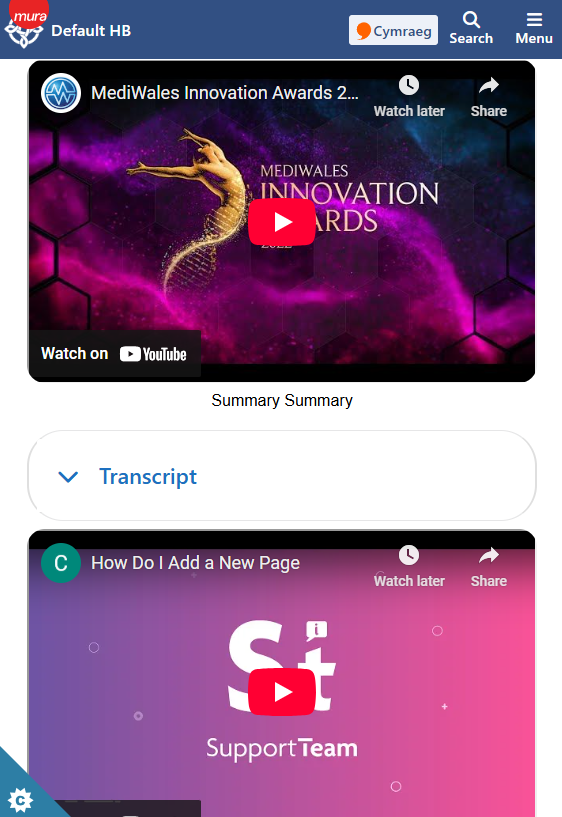 mura
Default HB
Cymraeg
Search
Menu
MediWales Innovation Awards 2...
Watch later
Share
MEDIWALES
INNOVATION
AWARDS
2022
Watch on YouTube
Summary Summary
Transcript
C
How Do I Add a New Page
Watch later
Share
St
i
SupportTeam
C